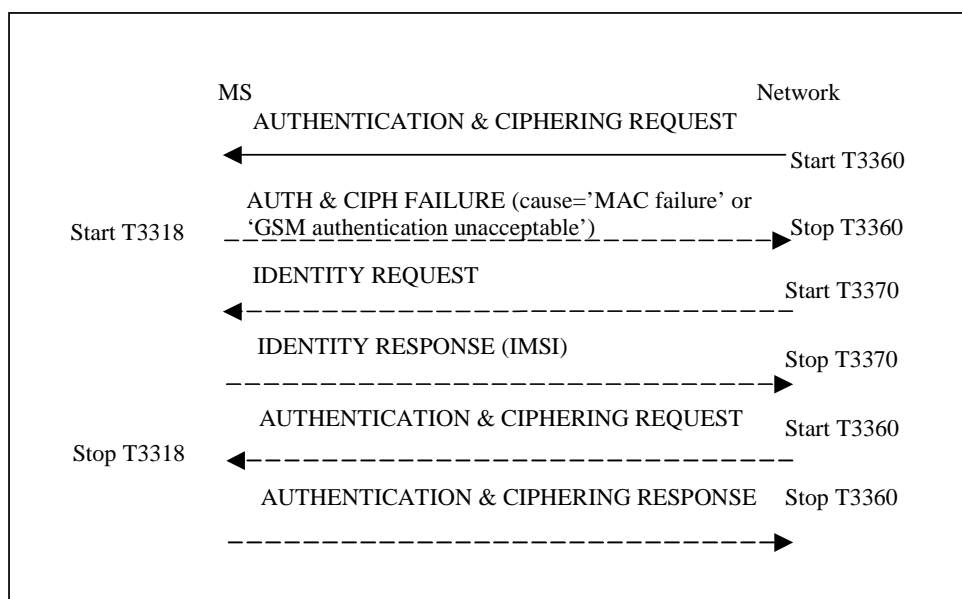 MS Network
AUTHENTICATION & CIPHERING REQUEST
Start T3360
AUTH & CIPH FAILURE (cause=’MAC failure’ or
‘GSM authentication unacceptable’)
Start T3318
Stop T3360
IDENTITY REQUEST
Start T3370
IDENTITY RESPONSE (IMSI)
Stop T3370
AUTHENTICATION & CIPHERING REQUEST
Start T3360
Stop T3318
AUTHENTICATION & CIPHERING RESPONSE Stop T3360